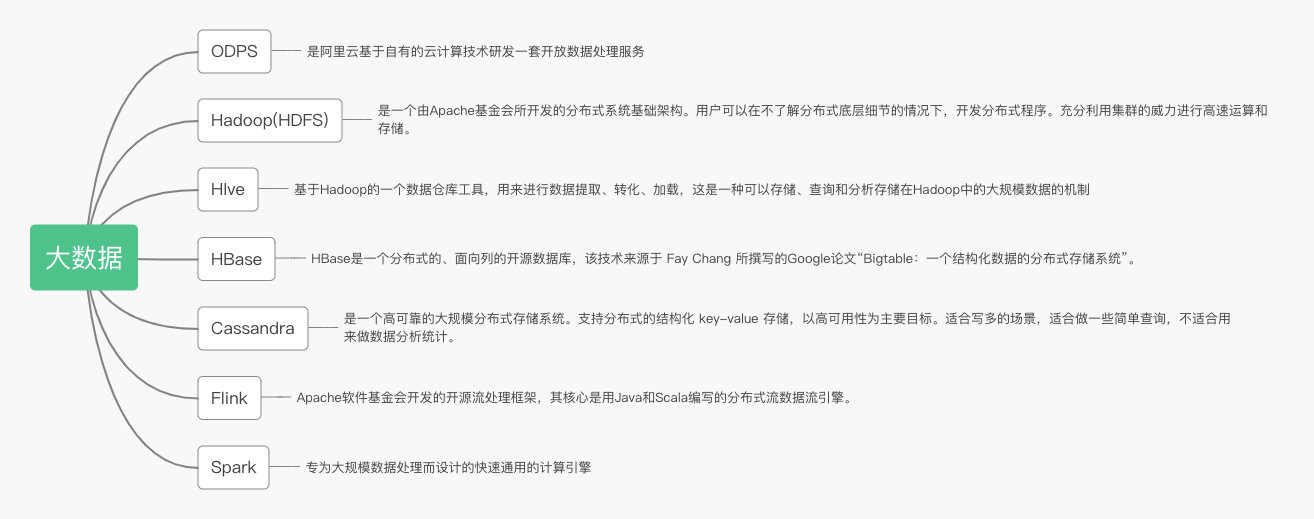 ODPS
是阿里云基于自有的云计算技术研发一套开放数据处理服务
Hadoop(HDFS)
是一个由Apache基金会所开发的分布式系统基础架构。用户可以在不了解分布式底层细节的情况下，开发分布式程序。充分利用集群的威力进行高速运算和
存储。
HIve
基于Hadoop的一个数据仓库工具，用来进行数据提取、转化、加载，这是一种可以存储、查询和分析存储在Hadoop中的大规模数据的机制
大数据
HBase
HBase是一个分布式的、面向列的开源数据库，该技术来源于 Fay Chang 所撰写的Google论文“Bigtable：一个结构化数据的分布式存储系统”。
Cassandra
是一个高可靠的大规模分布式存储系统。支持分布式的结构化 key-value 存储，以高可用性为主要目标。适合写多的场景，适合做一些简单查询，不适合用
来做数据分析统计。
Flink
Apache软件基金会开发的开源流处理框架，其核心是用Java和Scala编写的分布式流数据流引擎。
Spark
专为大规模数据处理而设计的快速通用的计算引擎